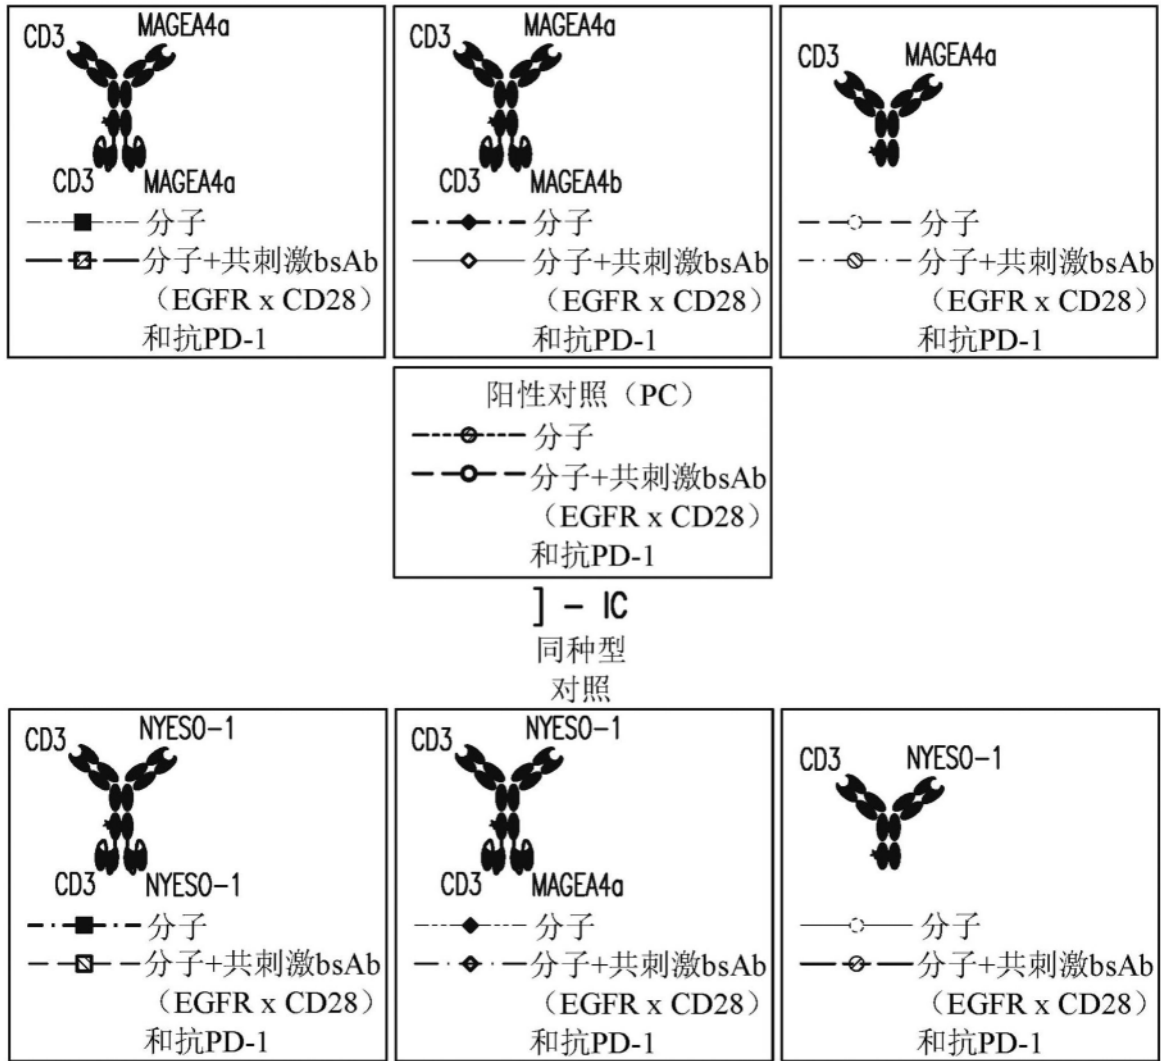 CD3 MAGEA4a
CD3 MAGEA4a
分子
分子+共刺激bsAb
（EGFR x CD28）
和抗PD-1
CD3 MAGEA4a
CD3 MAGEA4b
分子
分子+共刺激bsAb
（EGFR x CD28）
和抗PD-1
CD3 MAGEA4a
分子
分子+共刺激bsAb
（EGFR x CD28）
和抗PD-1
阳性对照（PC）
分子
分子+共刺激bsAb
（EGFR x CD28）
和抗PD-1
] - IC
同种型
对照
CD3 NYESO-1
CD3 NYESO-1
分子
分子+共刺激bsAb
（EGFR x CD28）
和抗PD-1
CD3 NYESO-1
CD3 MAGEA4a
分子
分子+共刺激bsAb
（EGFR x CD28）
和抗PD-1
CD3 NYESO-1
分子
分子+共刺激bsAb
（EGFR x CD28）
和抗PD-1